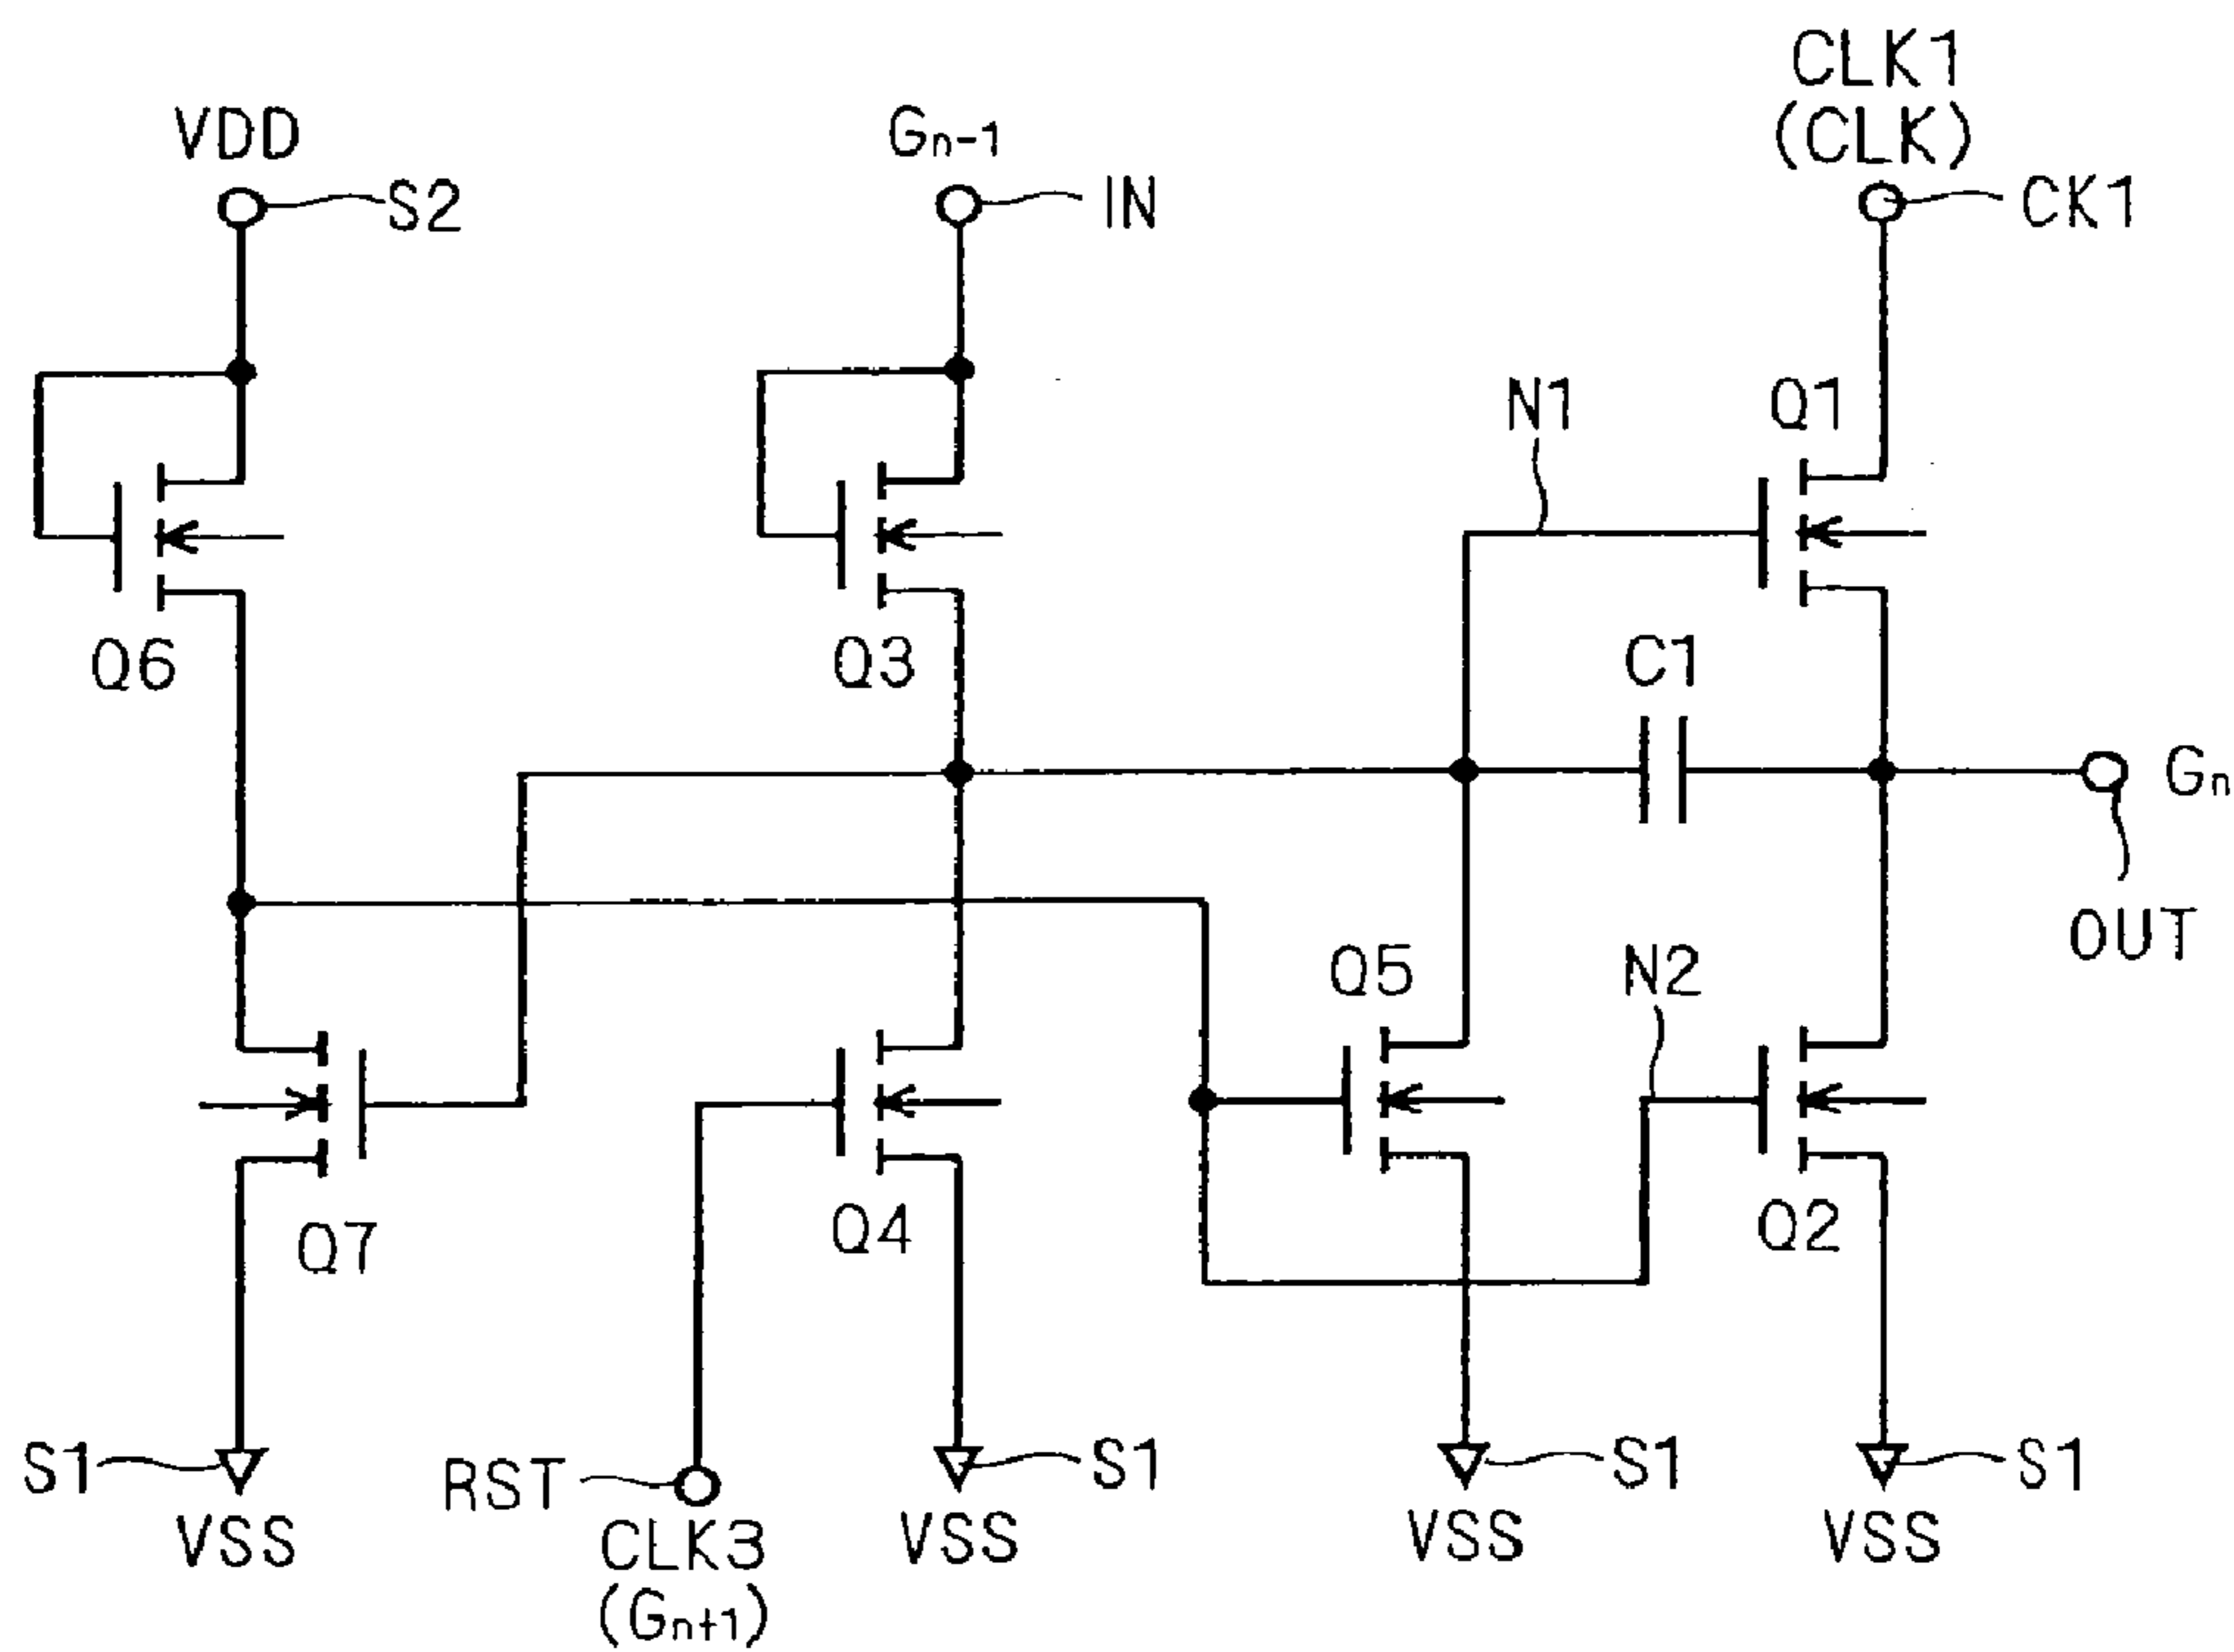 CLK1
(CLK)
VDD
Gn-1
S2
IN
CK1
N1
Q1
Q6
Q3
C1
Gn
OUT
Q5
N2
Q7
Q4
Q2
S1
RST
S1
S1
S1
VSS
CLK3
(Gn+1)
VSS
VSS
VSS